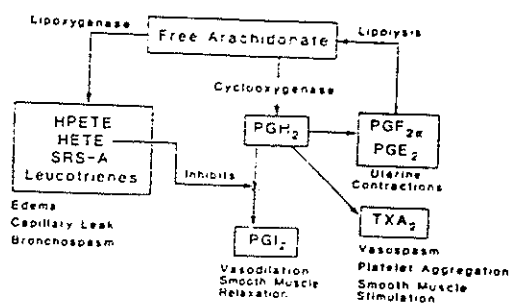 Lipoxygenase
Free Arachidonate
Lipolysis
Cyclooxygenase
HPETE
HETE
SRS-A
Leucotrienes
PGH₂
PGF₂α
PGE₂
Uterine
Contractions
Inhibits
Edema
Capillary Leak
Bronchospasm
PGI₂
Vasodilation
Smooth Muscle
Relaxation
TXA₂
Vasospasm
Platelet Aggregation
Smooth Muscle
Stimulation